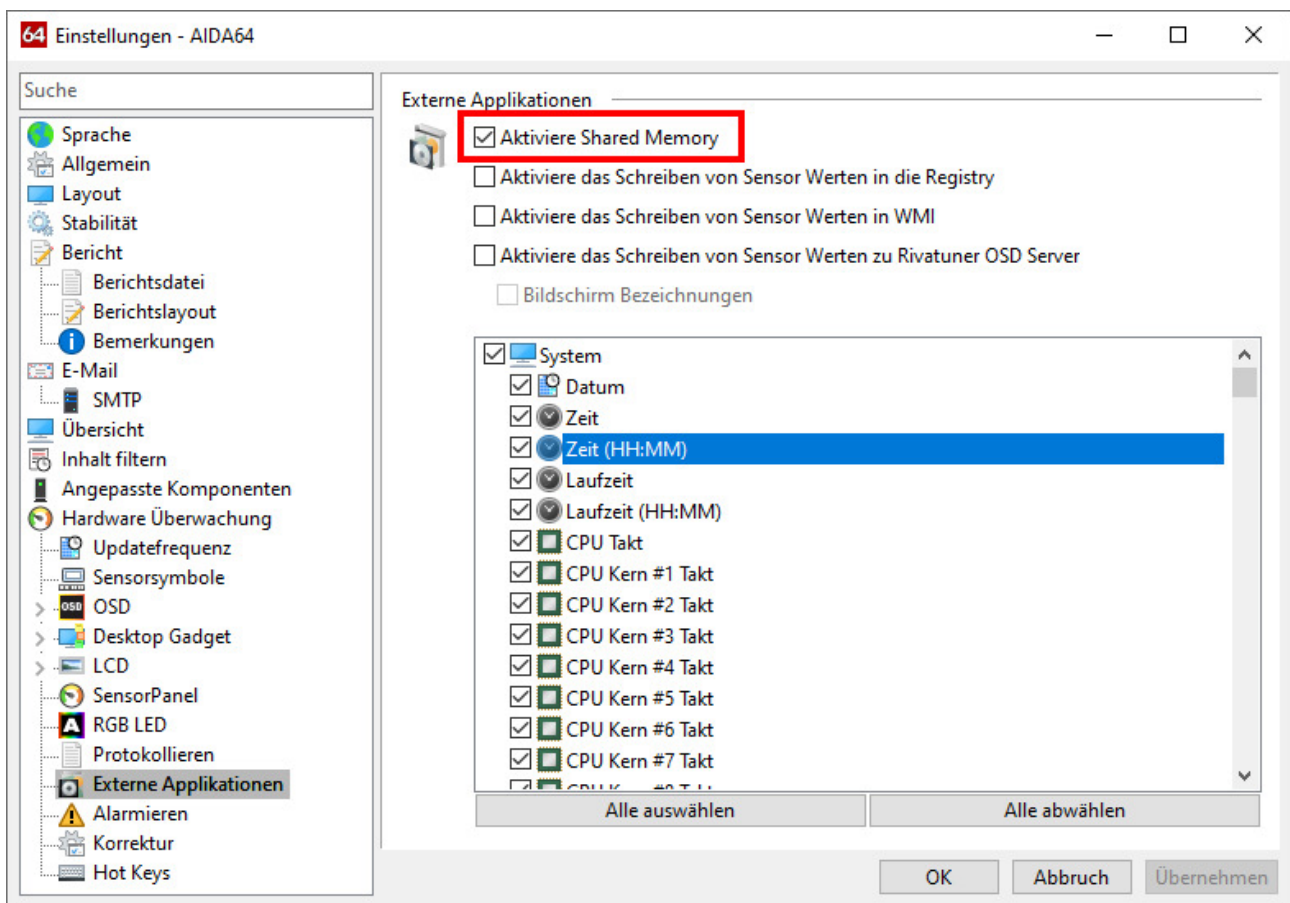 64 Einstellungen - AIDA64
Suche
Sprache
Allgemein
Layout
Stabilität
Bericht
Berichtsdatei
Berichtslayout
Bemerkungen
E-Mail
SMTP
Übersicht
Inhalt filtern
Angepasste Komponenten
Hardware Überwachung
Updatefrequenz
Sensorsymbole
OSD OSD
Desktop Gadget
LCD
SensorPanel
A RGB LED
Protokollieren
Externe Applikationen
Alarmieren
Korrektur
Hot Keys
Externe Applikationen
Aktiviere Shared Memory
Aktiviere das Schreiben von Sensor Werten in die Registry
Aktiviere das Schreiben von Sensor Werten in WMI
Aktiviere das Schreiben von Sensor Werten zu Rivatuner OSD Server
Bildschirm Bezeichnungen
System
Datum
Zeit
Zeit (HH:MM)
Laufzeit
Laufzeit (HH:MM)
CPU Takt
CPU Kern #1 Takt
CPU Kern #2 Takt
CPU Kern #3 Takt
CPU Kern #4 Takt
CPU Kern #5 Takt
CPU Kern #6 Takt
CPU Kern #7 Takt
Alle auswählen
Alle abwählen
OK
Abbruch
Übernehmen